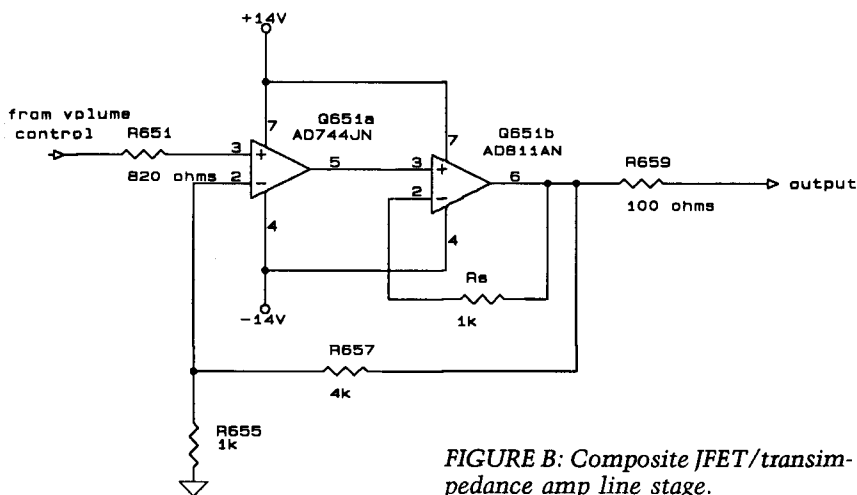 +14V
from volume
control
R651
820 ohms
Q651a
AD744JN
7
3
+
2
-
5
4
Q651b
AD811AN
7
3
+
2
-
6
4
R659
100 ohms
output
Rs
1k
-14V
R657
4k
R655
1k
FIGURE B: Composite JFET/transim-
pedance amp line stage.